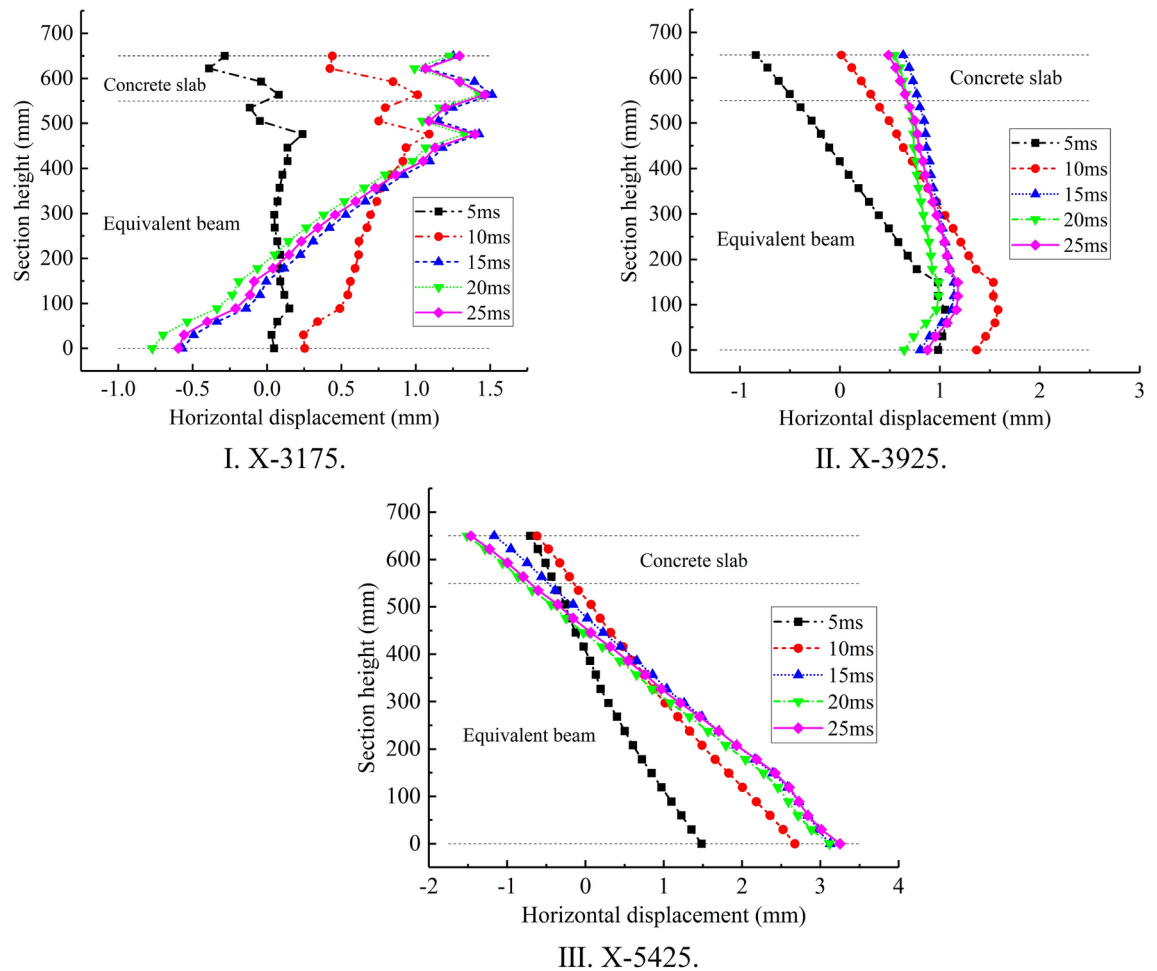 700
600
500
400
300
200
100
0
Section height (mm)
Concrete slab
Equivalent beam
5ms
10ms
15ms
20ms
25ms
-1.0 -0.5 0.0 0.5 1.0 1.5
Horizontal displacement (mm)
I. X-3175.
700
600
500
400
300
200
100
0
Section height (mm)
Concrete slab
Equivalent beam
5ms
10ms
15ms
20ms
25ms
-1 0 1 2 3
Horizontal displacement (mm)
II. X-3925.
700
600
500
400
300
200
100
0
Section height (mm)
Concrete slab
Equivalent beam
5ms
10ms
15ms
20ms
25ms
-2 -1 0 1 2 3 4
Horizontal displacement (mm)
III. X-5425.